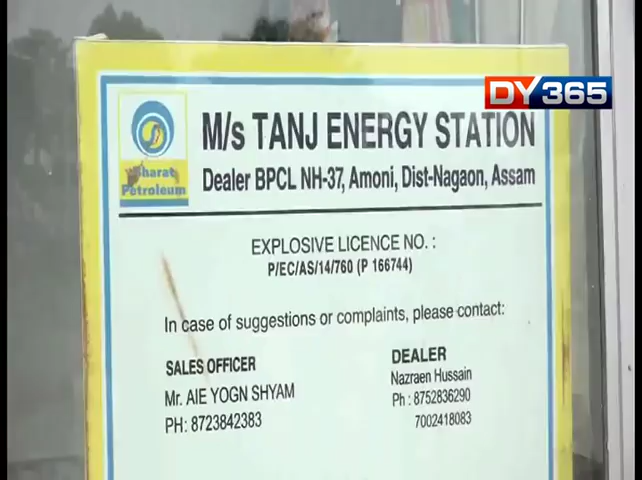 DY365
M/s TANJ ENERGY STATION
Bharat
Petroleum
Dealer BPCL NH-37, Amoni, Dist-Nagaon, Assam
EXPLOSIVE LICENCE NO. :
P/EC/AS/14/760 (P 166744)
In case of suggestions or complaints, please contact:
SALES OFFICER
Mr. AIE YOGN SHYAM
PH: 8723842383
DEALER
Nazraen Hussain
Ph : 8752836290
7002418083